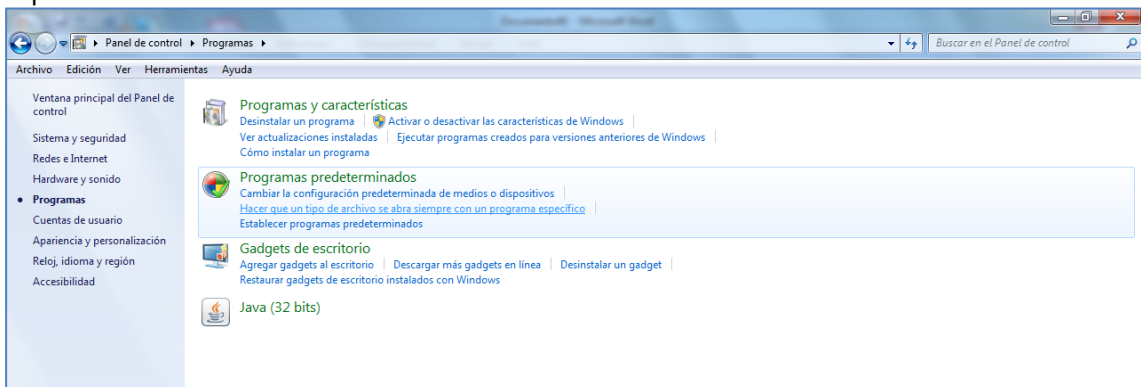 Panel de control ▸ Programas ▸
Buscar en el Panel de control
Archivo Edición Ver Herramientas Ayuda
Ventana principal del Panel de
control
Sistema y seguridad
Redes e Internet
Hardware y sonido
Programas
Cuentas de usuario
Apariencia y personalización
Reloj, idioma y región
Accesibilidad
Programas y características
Desinstalar un programa Activar o desactivar las características de Windows
Ver actualizaciones instaladas Ejecutar programas creados para versiones anteriores de Windows
Cómo instalar un programa
Programas predeterminados
Cambiar la configuración predeterminada de medios o dispositivos
Hacer que un tipo de archivo se abra siempre con un programa específico
Establecer programas predeterminados
Gadgets de escritorio
Agregar gadgets al escritorio Descargar más gadgets en línea Desinstalar un gadget
Restaurar gadgets de escritorio instalados con Windows
Java (32 bits)